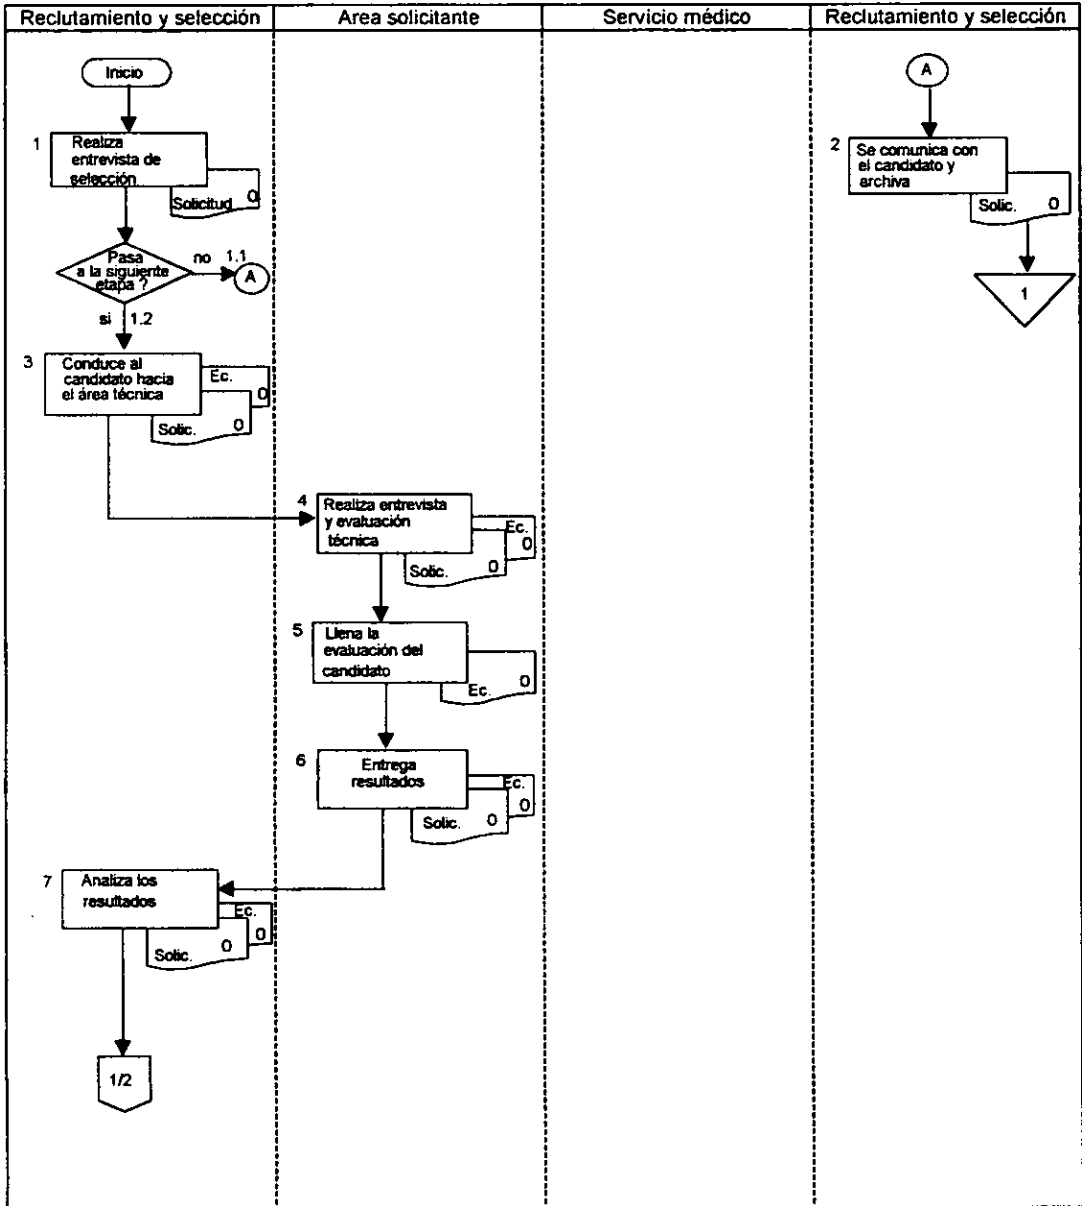 Reclutamiento y selección
Area solicitante
Servicio médico
Reclutamiento y selección
Inicio
1
Realiza
entrevista de
selección
Solicitud
0
Pasa
a la siguiente
etapa ?
no 1.1
A
si 1.2
3
Conduce al
candidato hacia
el área técnica
Ec.
0
Solic.
0
4
Realiza entrevista
y evaluación
técnica
Ec.
0
Solic.
0
5
Llena la
evaluación del
candidato
Ec.
0
6
Entrega
resultados
Ec.
0
Solic.
0
7
Analiza los
resultados
Ec.
0
Solic.
0
1/2
A
2
Se comunica con
el candidato y
archiva
Solic.
0
1